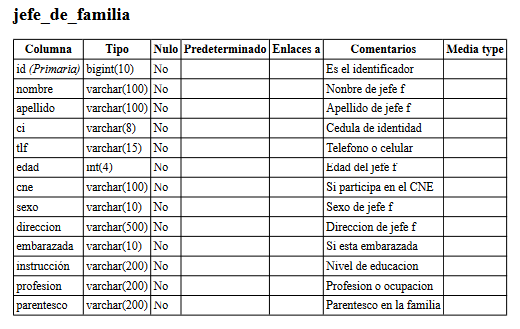 jefe_de_familia
Columna Tipo Nulo Predeterminado Enlaces a Comentarios Media type
id (Primaria) bigint(10) No Es el identificador
nombre varchar(100) No Nonbre de jefe f
apellido varchar(100) No Apellido de jefe f
ci varchar(8) No Cedula de identidad
tlf varchar(15) No Telefono o celular
edad int(4) No Edad del jefe f
cne varchar(100) No Si participa en el CNE
sexo varchar(10) No Sexo de jefe f
direccion varchar(500) No Direccion de jefe f
embarazada varchar(10) No Si esta embarazada
instrucción varchar(200) No Nivel de educacion
profesion varchar(200) No Profesion o ocupacion
parentesco varchar(200) No Parentesco en la familia